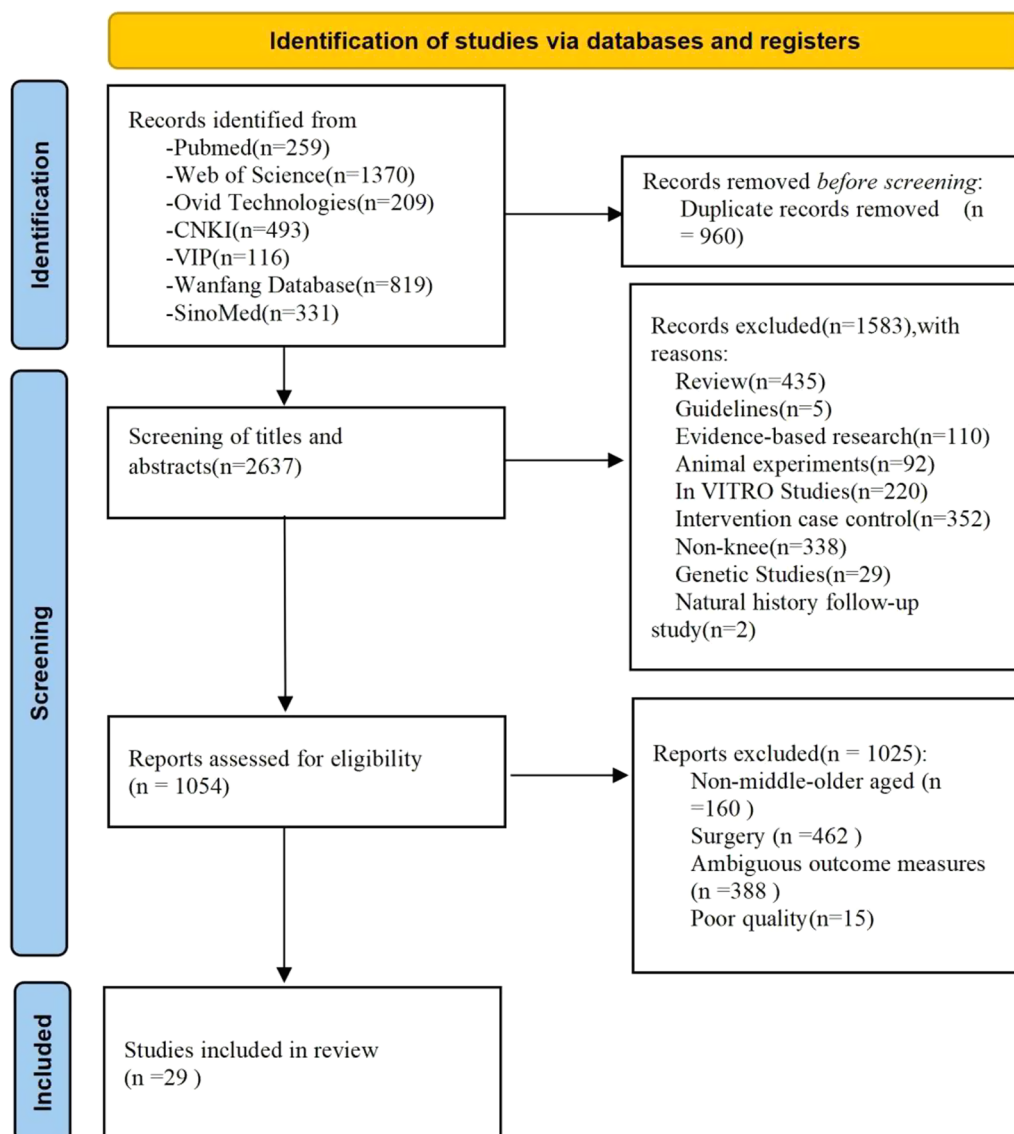 Identification of studies via databases and registers
Identification
Records identified from
-Pubmed(n=259)
-Web of Science(n=1370)
-Ovid Technologies(n=209)
-CNKI(n=493)
-VIP(n=116)
-Wanfang Database(n=819)
-SinoMed(n=331)
Records removed before screening:
Duplicate records removed (n
= 960)
Screening
Screening of titles and
abstracts(n=2637)
Records excluded(n=1583),with
reasons:
Review(n=435)
Guidelines(n=5)
Evidence-based research(n=110)
Animal experiments(n=92)
In VITRO Studies(n=220)
Intervention case control(n=352)
Non-knee(n=338)
Genetic Studies(n=29)
Natural history follow-up
study(n=2)
Reports assessed for eligibility
(n = 1054)
Reports excluded(n = 1025):
Non-middle-older aged (n
=160 )
Surgery (n =462 )
Ambiguous outcome measures
(n =388 )
Poor quality(n=15)
Included
Studies included in review
(n =29 )